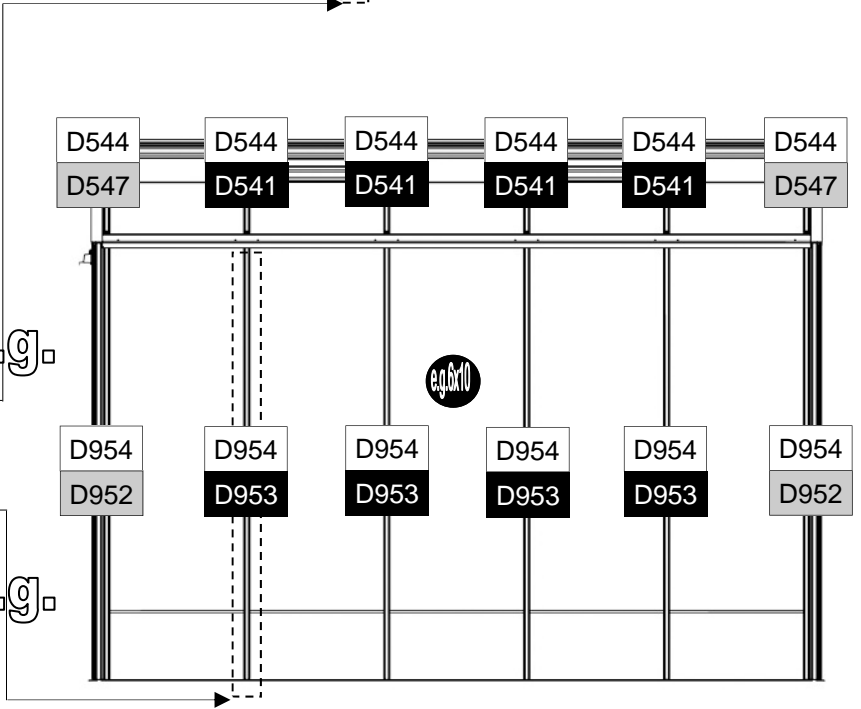 D544 D544 D544 D544 D544 D544
D547 D541 D541 D541 D541 D547
.g.
e.g.6x10
D954 D954 D954 D954 D954 D954
D952 D953 D953 D953 D953 D952
.g.